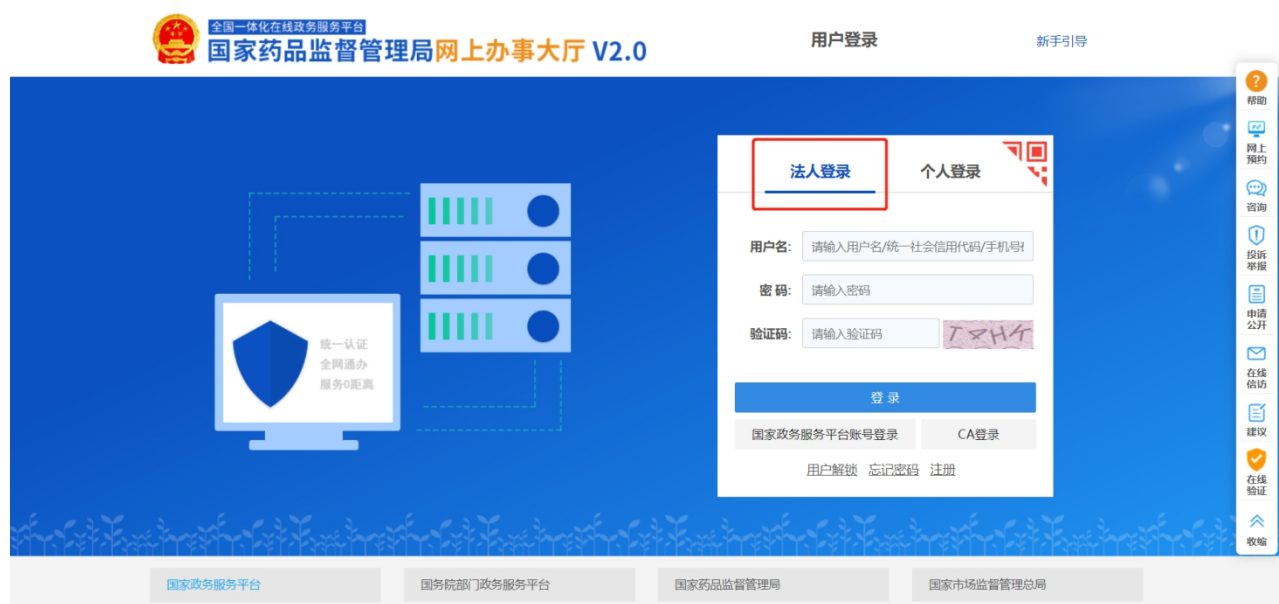 全国一体化在线政务服务平台
国家药品监督管理局网上办事大厅 V2.0
用户登录
新手引导
法人登录
个人登录
用户名:
请输入用户名/统一社会信用代码/手机号
密 码:
请输入密码
验证码:
请输入验证码
登 录
国家政务服务平台账号登录
CA登录
用户解锁 忘记密码 注册
统一认证
全网通办
服务0距离
?
帮助
网上
预约
咨询
投诉
举报
申请
公开
在线
信访
建议
在线
验证
收缩
国家政务服务平台
国务院部门政务服务平台
国家药品监督管理局
国家市场监督管理总局